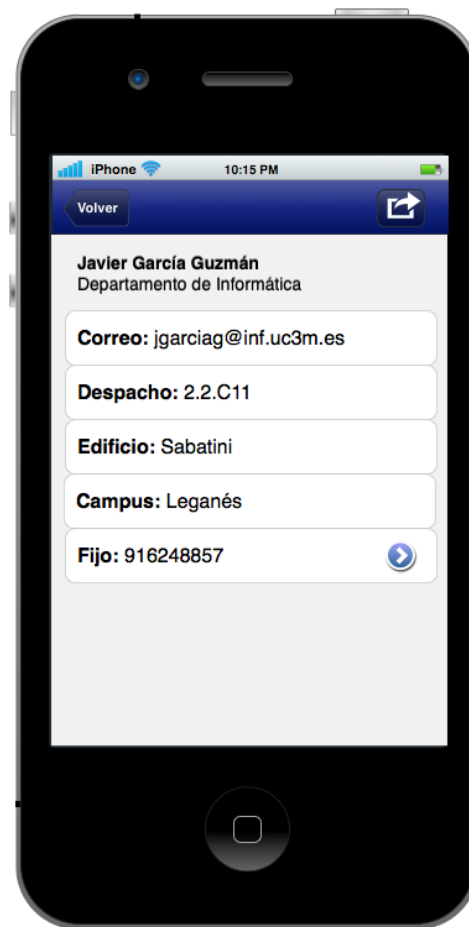 iPhone 10:15 PM
Volver
Javier García Guzmán
Departamento de Informática
Correo: jgarciag@inf.uc3m.es
Despacho: 2.2.C11
Edificio: Sabatini
Campus: Leganés
Fijo: 916248857